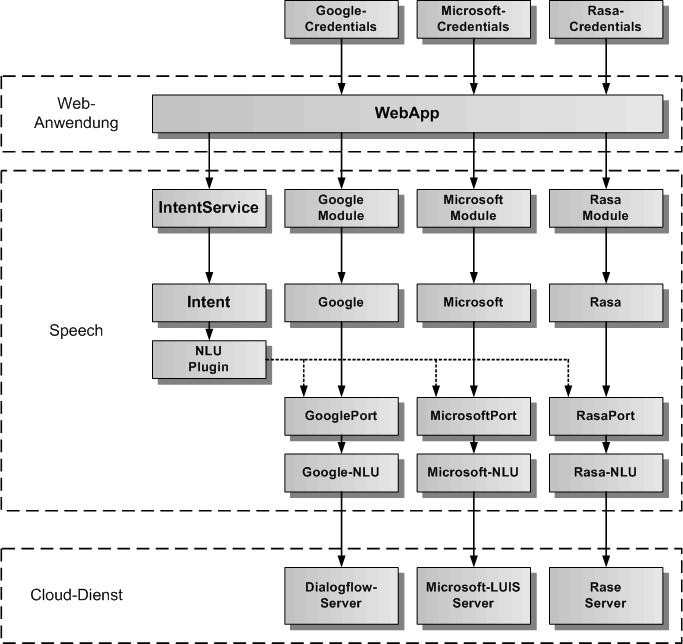 Google-
Credentials
Microsoft-
Credentials
Rasa-
Credentials
Web-
Anwendung
WebApp
IntentService
Google
Module
Microsoft
Module
Rasa
Module
Speech
Intent
Google
Microsoft
Rasa
NLU
Plugin
GooglePort
MicrosoftPort
RasaPort
Google-NLU
Microsoft-NLU
Rasa-NLU
Cloud-Dienst
Dialogflow-
Server
Microsoft-LUIS
Server
Rase
Server